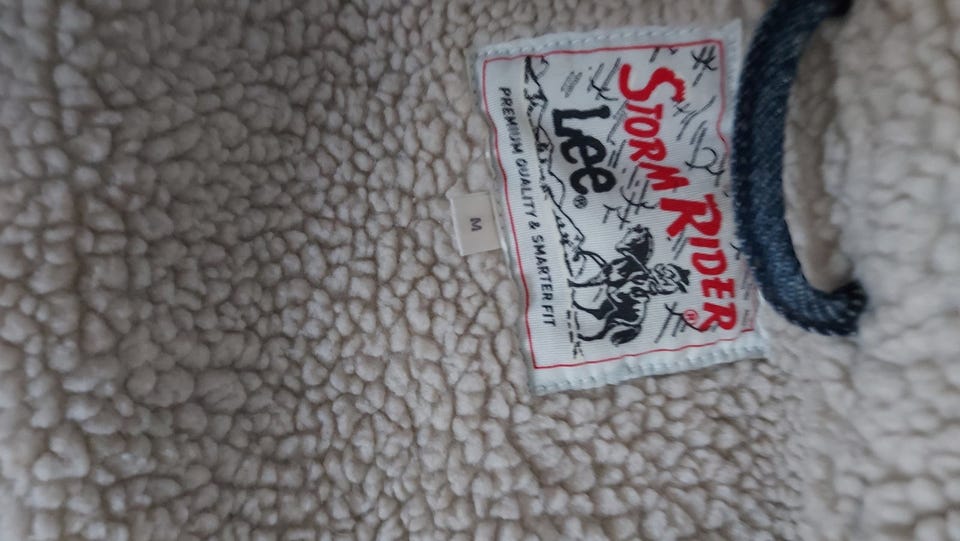 STORM RIDER®
Lee®
PREMIUM QUALITY & SMARTER FIT
M